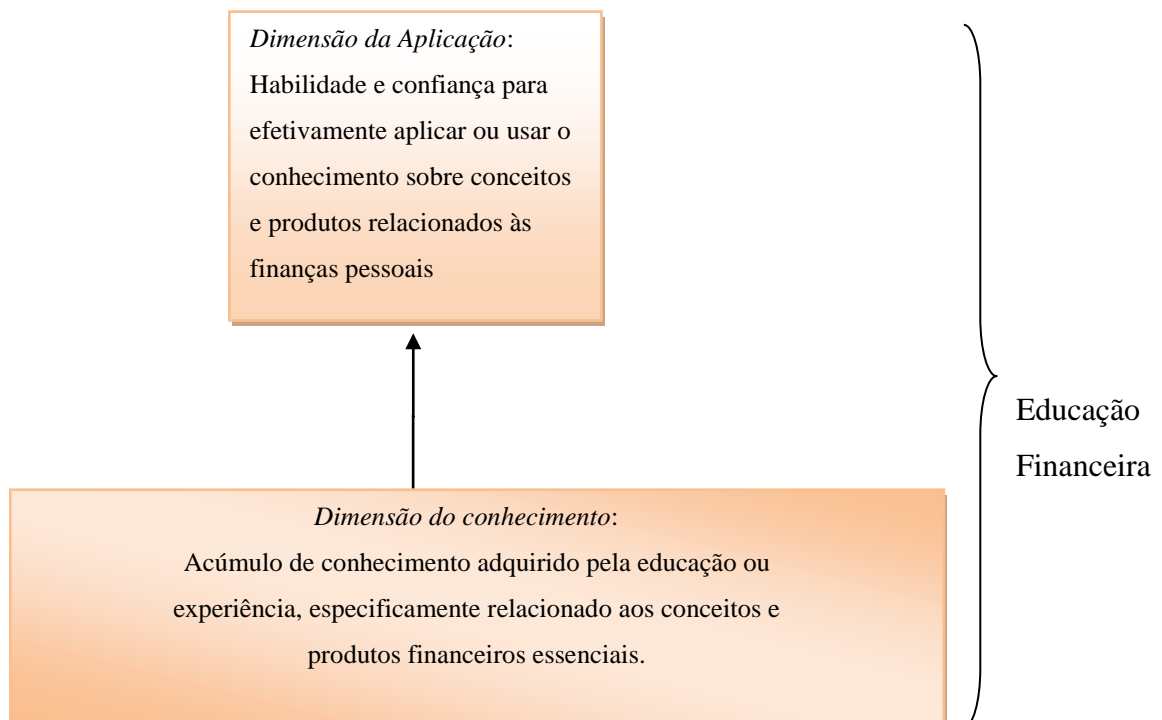 Dimensão da Aplicação:
Habilidade e confiança para
efetivamente aplicar ou usar o
conhecimento sobre conceitos
e produtos relacionados às
finanças pessoais
Educação
Financeira
Dimensão do conhecimento:
Acúmulo de conhecimento adquirido pela educação ou
experiência, especificamente relacionado aos conceitos e
produtos financeiros essenciais.